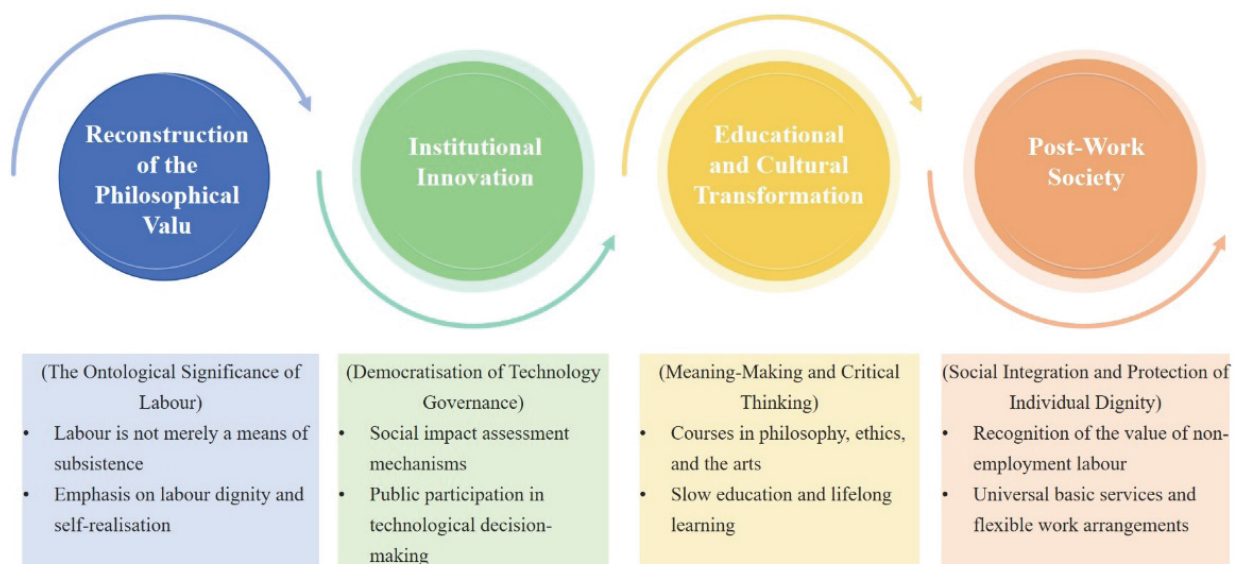 Reconstruction
of the
Philosophical
Valu
Institutional
Innovation
Educational
and Cultural
Transformation
Post-Work
Society
(The Ontological Significance of
Labour)
• Labour is not merely a means of
subsistence
• Emphasis on labour dignity and
self-realisation
(Democratisation of Technology
Governance)
• Social impact assessment
mechanisms
• Public participation in
technological decision-
making
(Meaning-Making and Critical
Thinking)
• Courses in philosophy, ethics,
and the arts
• Slow education and lifelong
learning
(Social Integration and Protection of
Individual Dignity)
• Recognition of the value of non-
employment labour
• Universal basic services and
flexible work arrangements